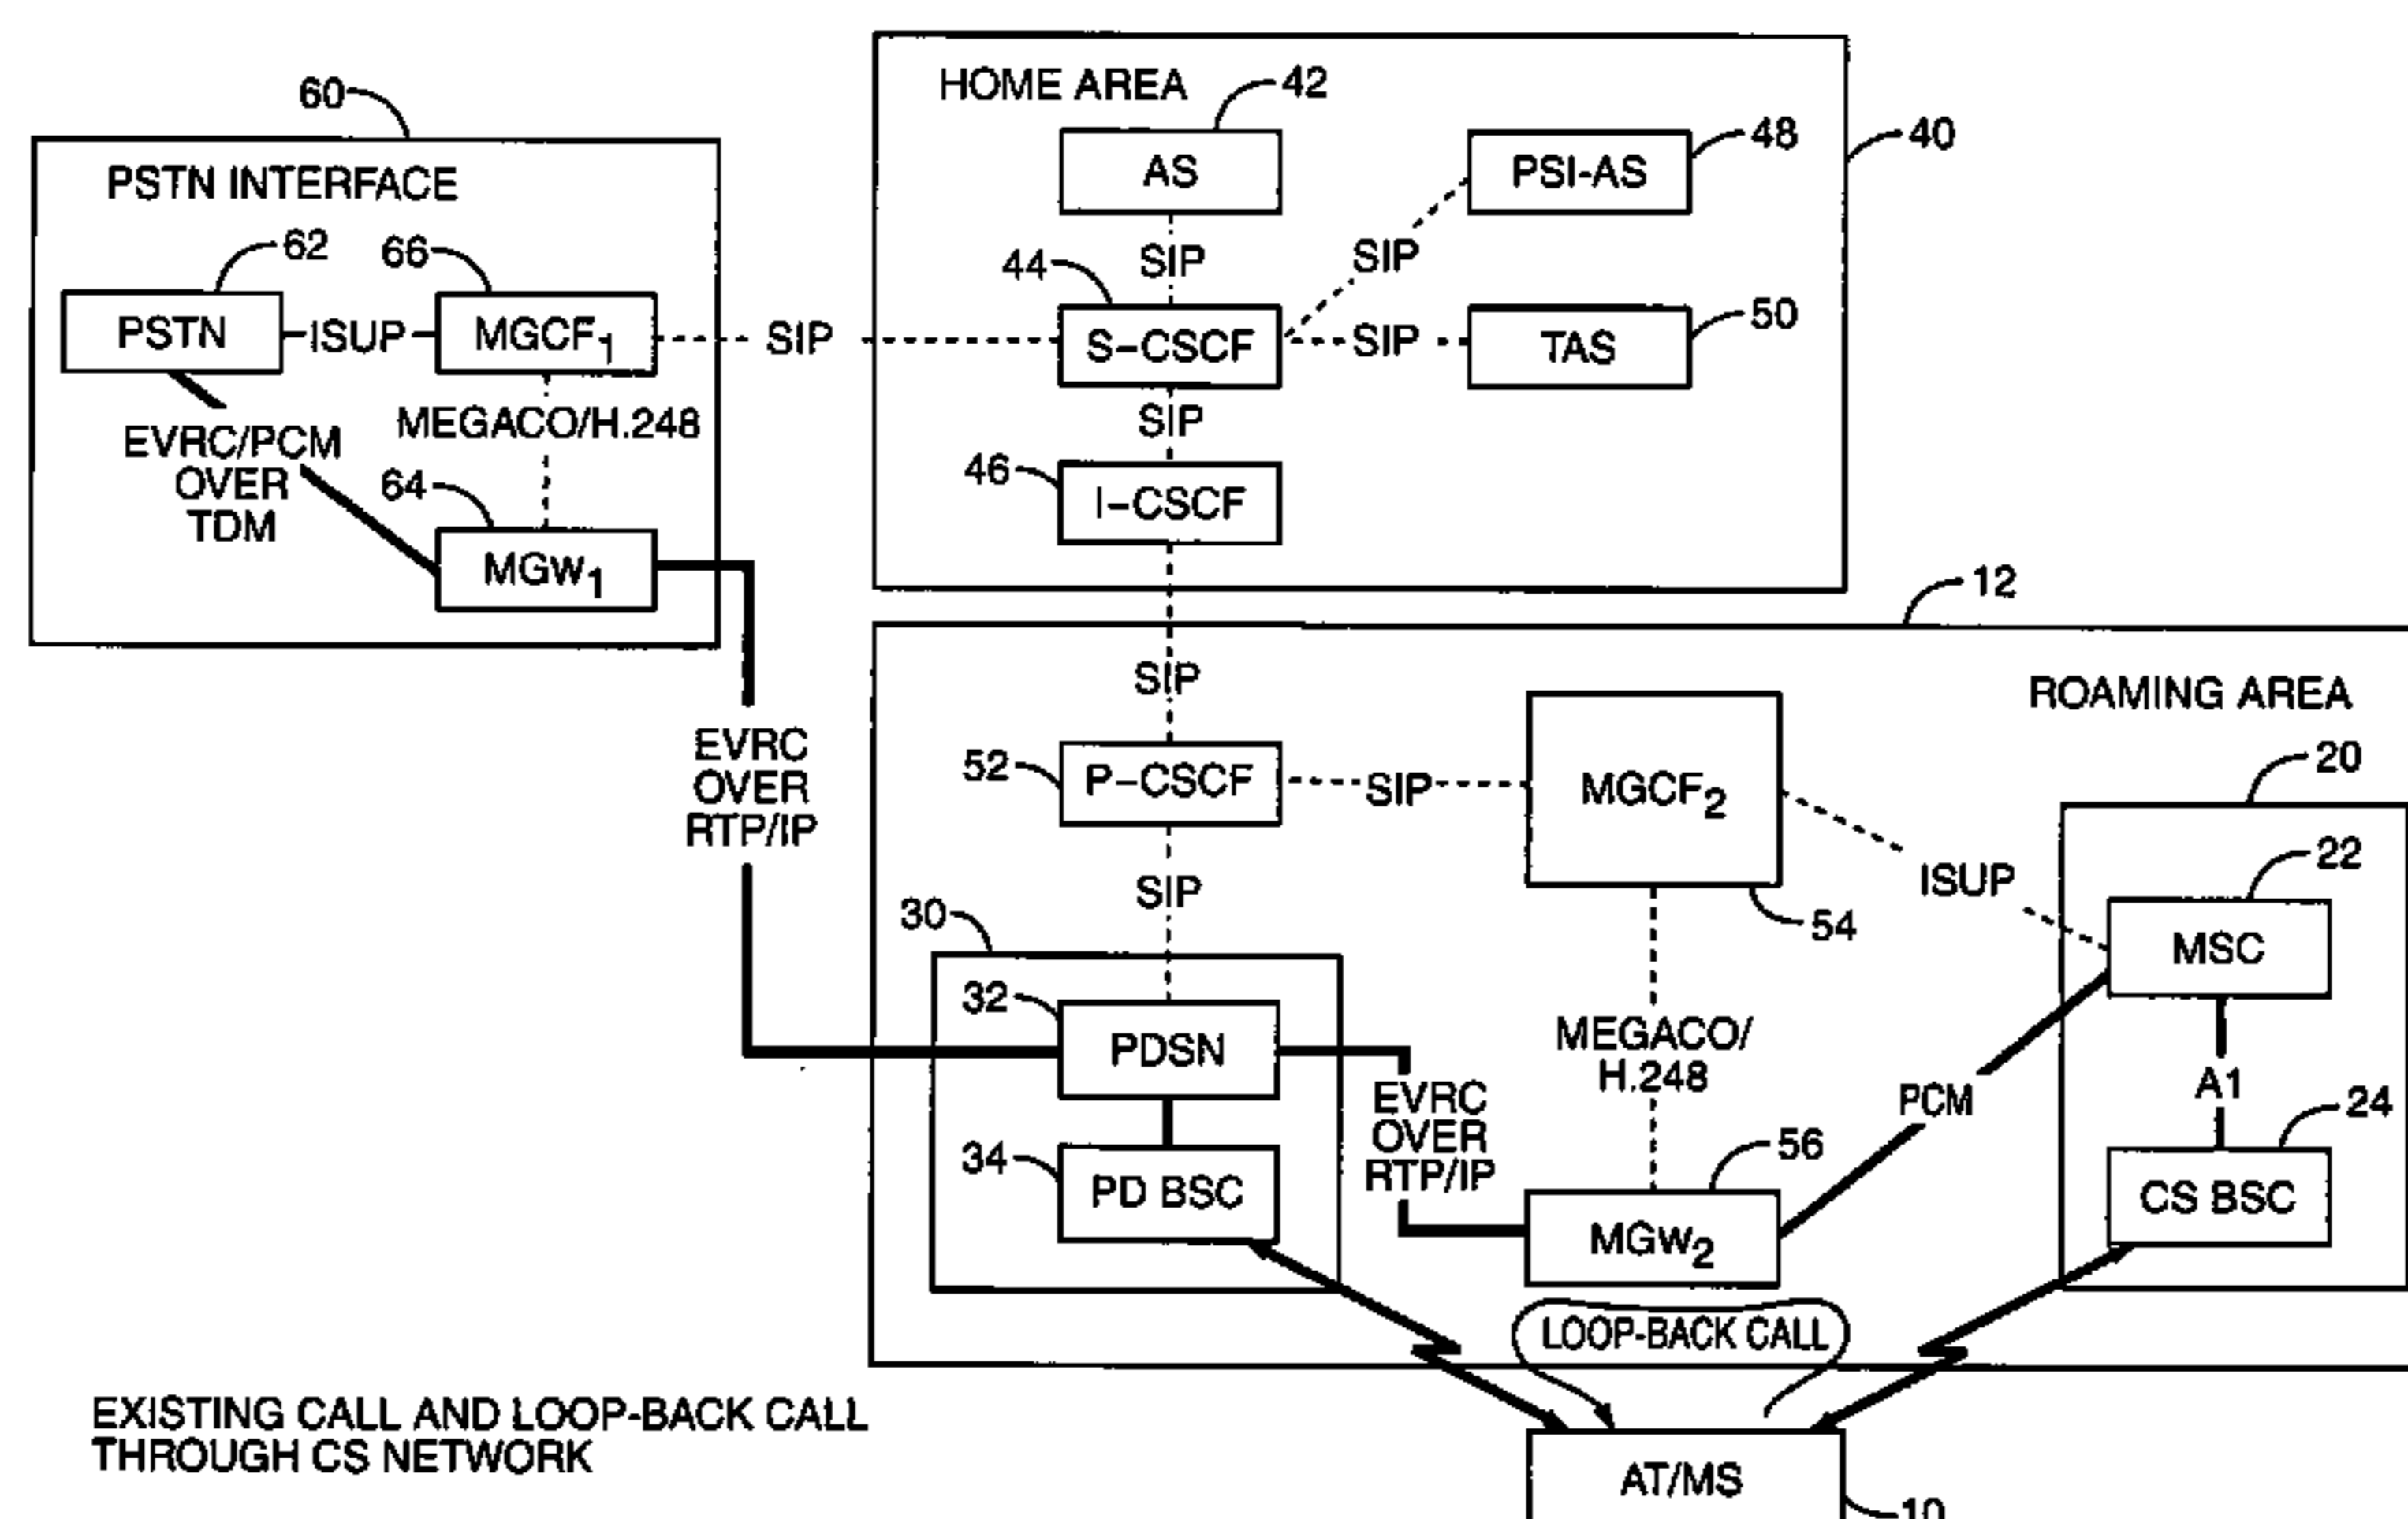 HOME AREA
42
AS
48
PSI-AS
40
SIP
SIP
44
S-CSCF
SIP
50
TAS
SIP
46
I-CSCF
60
PSTN INTERFACE
62
66
PSTN
ISUP
MGCF1
SIP
EVRC/PCM
OVER
TDM
MEGACO/H.248
64
MGW1
EVRC
OVER
RTP/IP
12
ROAMING AREA
SIP
52
P-CSCF
SIP
MGCF2
54
ISUP
20
22
MSC
A1
24
CS BSC
SIP
30
32
PDSN
34
PD BSC
EVRC
OVER
RTP/IP
MEGACO/
H.248
PCM
56
MGW2
LOOP-BACK CALL
EXISTING CALL AND LOOP-BACK CALL
THROUGH CS NETWORK
AT/MS
10